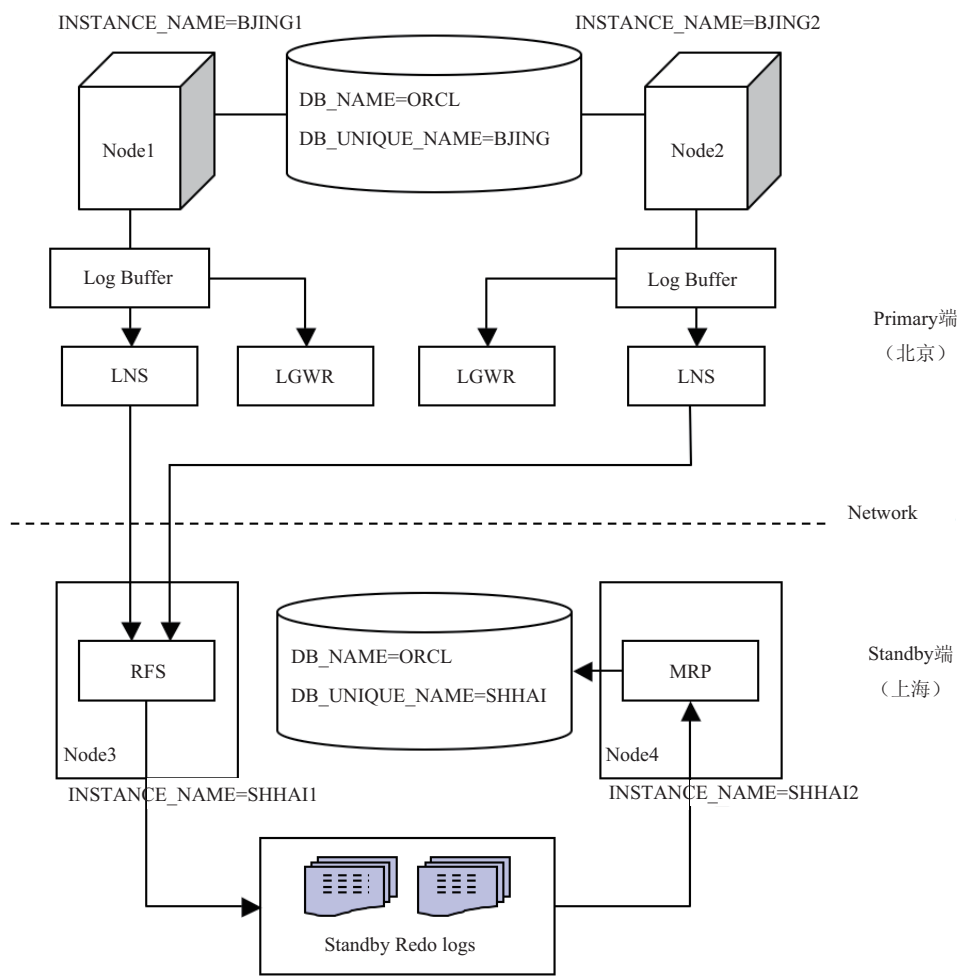 INSTANCE_NAME=BJING1
INSTANCE_NAME=BJING2
DB_NAME=ORCL
DB_UNIQUE_NAME=BJING
Node1
Node2
Log Buffer
Log Buffer
Primary端
（北京）
LNS
LGWR
LGWR
LNS
Network
DB_NAME=ORCL
DB_UNIQUE_NAME=SHHAI
RFS
MRP
Standby端
（上海）
Node3
Node4
INSTANCE_NAME=SHHAI1
INSTANCE_NAME=SHHAI2
Standby Redo logs